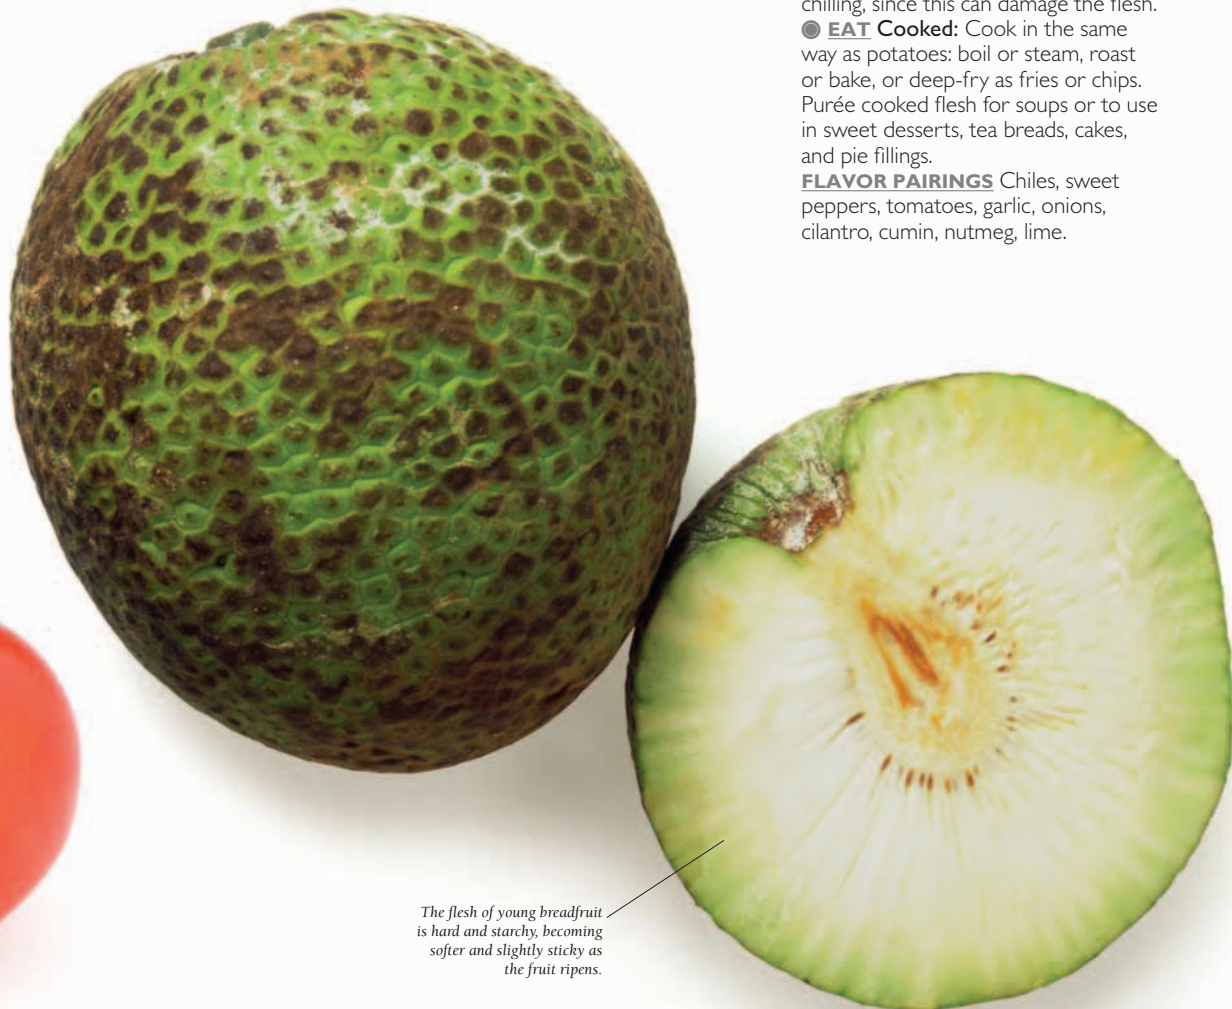 chilling, since this can damage the flesh.
◉ EAT Cooked: Cook in the same
way as potatoes: boil or steam, roast
or bake, or deep-fry as fries or chips.
Purée cooked flesh for soups or to use
in sweet desserts, tea breads, cakes,
and pie fillings.
FLAVOR PAIRINGS Chiles, sweet
peppers, tomatoes, garlic, onions,
cilantro, cumin, nutmeg, lime.
The flesh of young breadfruit
is hard and starchy, becoming
softer and slightly sticky as
the fruit ripens.